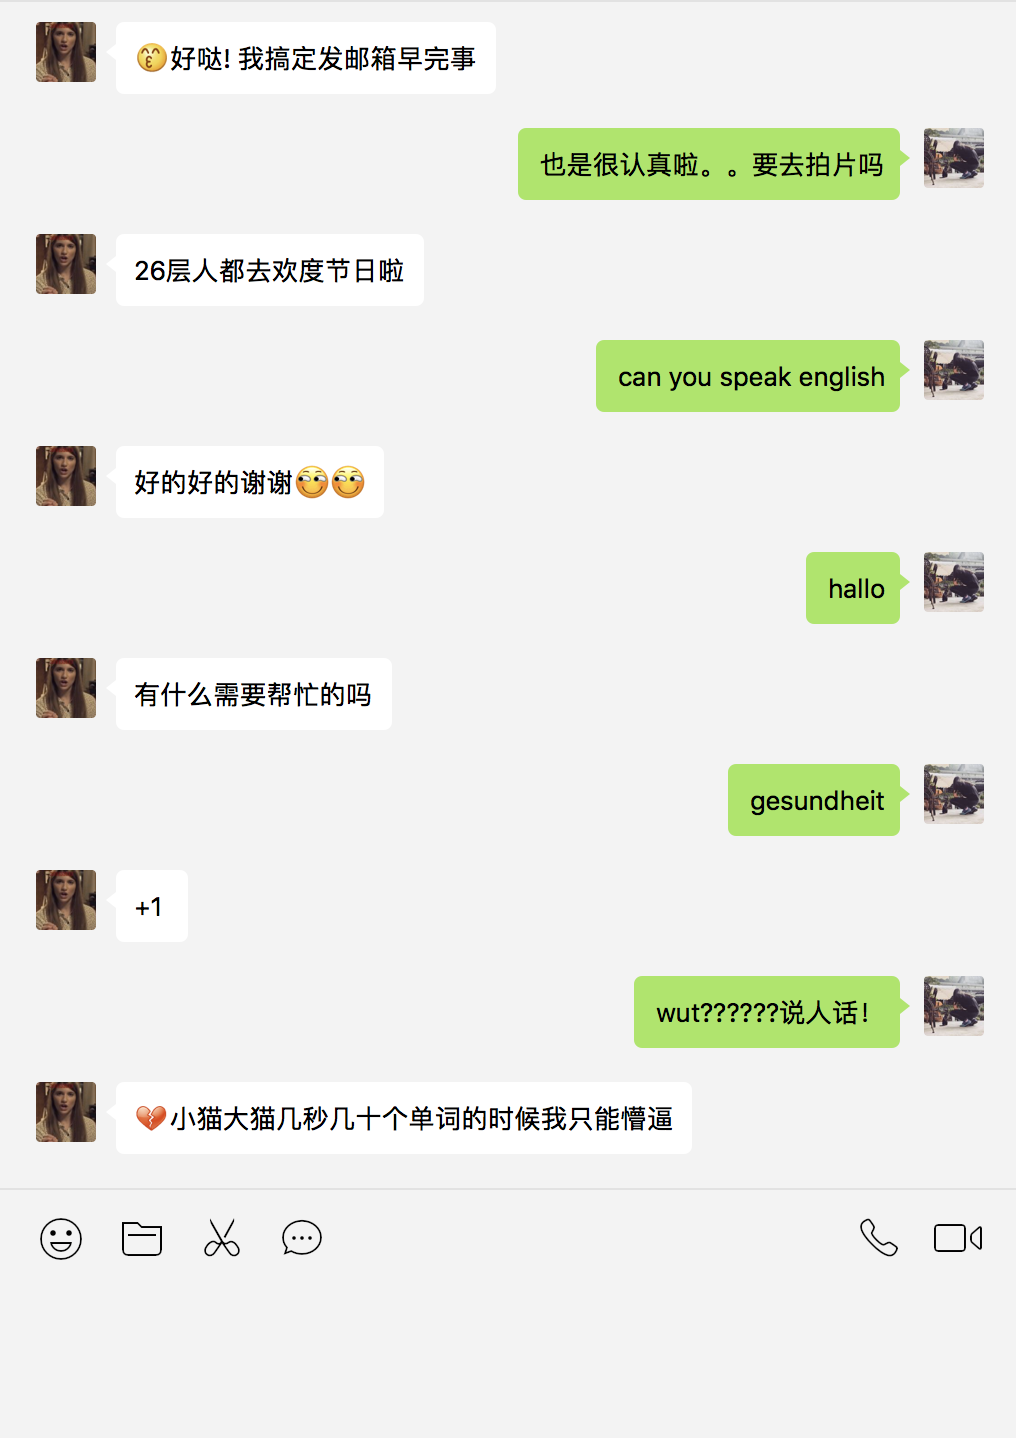 好哒! 我搞定发邮箱早完事
也是很认真啦。。要去拍片吗
26层人都去欢度节日啦
can you speak english
好的好的谢谢
hallo
有什么需要帮忙的吗
gesundheit
+1
wut??????说人话！
小猫大猫几秒几十个单词的时候我只能懵逼